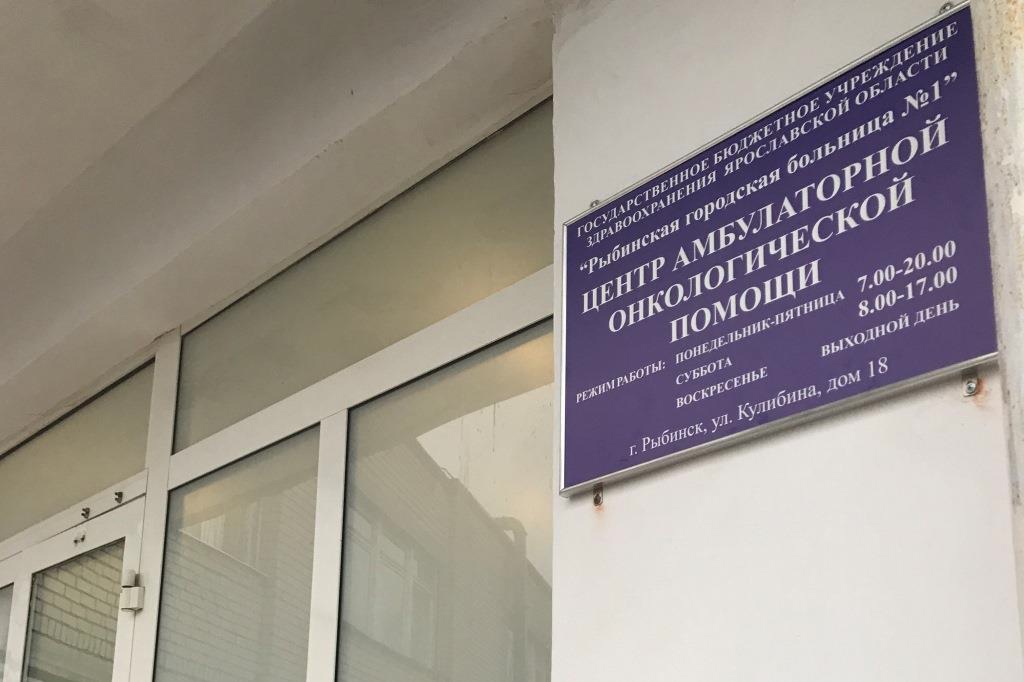 ГОСУДАРСТВЕННОЕ БЮДЖЕТНОЕ УЧРЕЖДЕНИЕ
ЗДРАВООХРАНЕНИЯ ЯРОСЛАВСКОЙ ОБЛАСТИ
“Рыбинская городская больница №1”
ЦЕНТР АМБУЛАТОРНОЙ
ОНКОЛОГИЧЕСКОЙ
ПОМОЩИ
РЕЖИМ РАБОТЫ: ПОНЕДЕЛЬНИК-ПЯТНИЦА 7.00-20.00
СУББОТА 8.00-17.00
ВОСКРЕСЕНЬЕ ВЫХОДНОЙ ДЕНЬ
г. Рыбинск, ул. Кулибина, дом 18